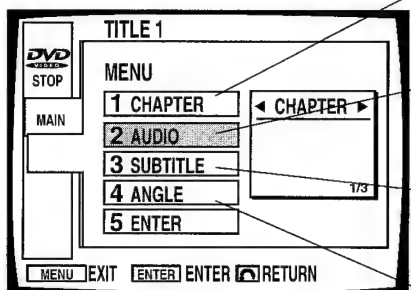 TITLE 1
DVD
VIDEO
STOP
MAIN
MENU
1 CHAPTER
2 AUDIO
3 SUBTITLE
4 ANGLE
5 ENTER
◄ CHAPTER ►
1/3
MENU EXIT ENTER ENTER RETURN